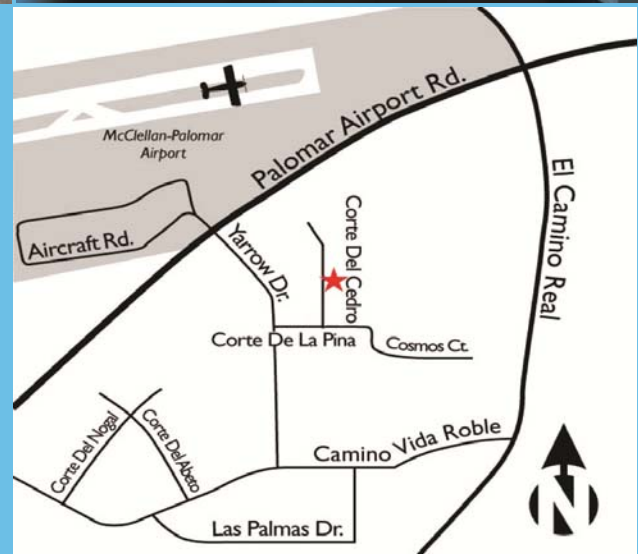 McClellan-Palomar
Airport
Palomar Airport Rd.
El Camino Real
Aircraft Rd.
Yarrow Dr.
Corte Del Cedro
Corte De La Pina
Cosmos Ct.
Corte Del Nogal
Corte Del Abeto
Camino Vida Roble
Las Palmas Dr.
N